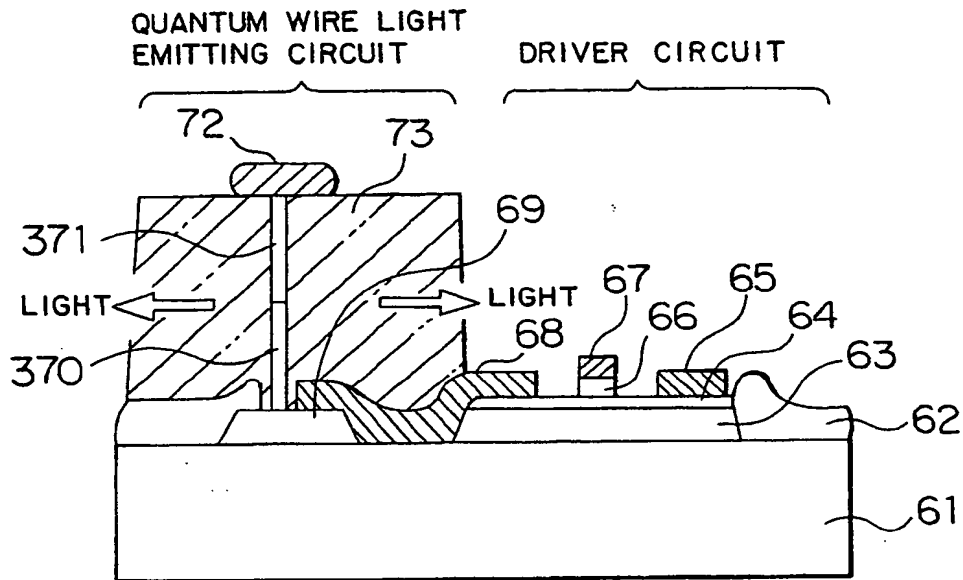 QUANTUM WIRE LIGHT
EMITTING CIRCUIT
DRIVER CIRCUIT
72
73
69
371
LIGHT
LIGHT
67
65
66
64
68
63
370
62
61